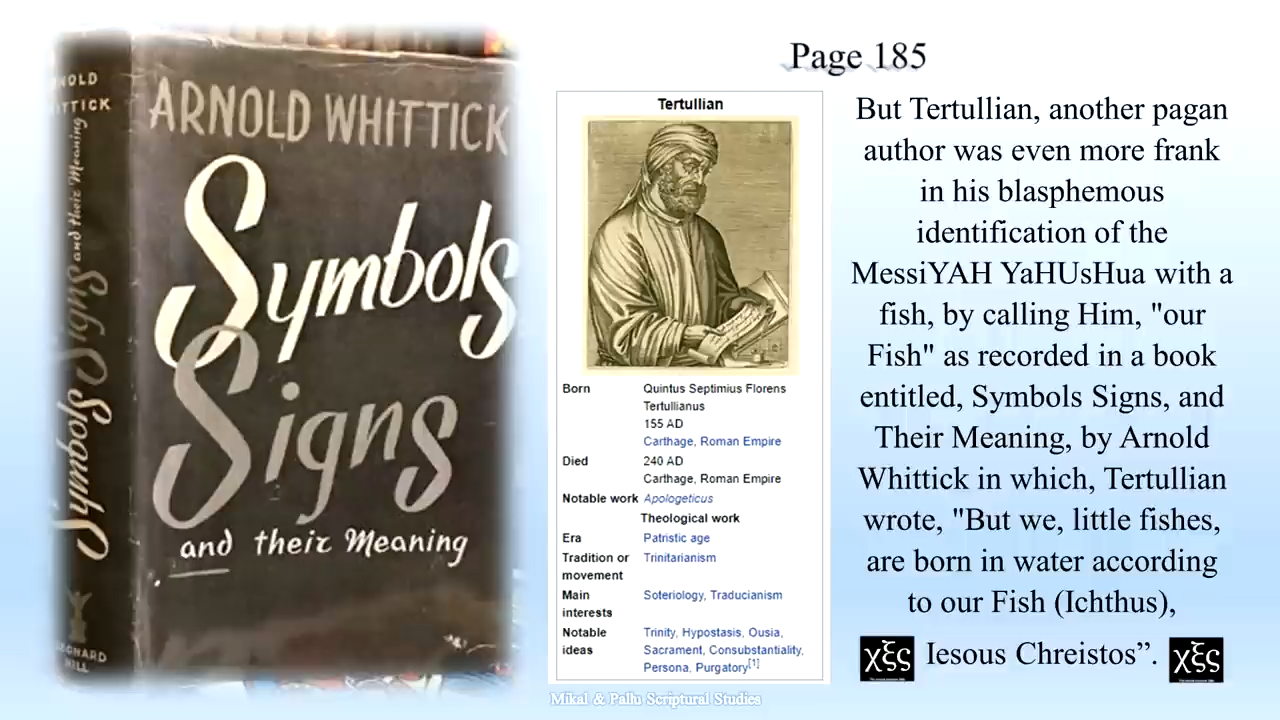 NOLD
ITTICK
and their Meaning
Symbols Signs
LEONARD
HILL
ARNOLD WHITTICK
Symbols
Signs
and their Meaning
Page 185
Tertullian
Born Quintus Septimius Florens
Tertullianus
155 AD
Carthage, Roman Empire
Died 240 AD
Carthage, Roman Empire
Notable work Apologeticus
Theological work
Era Patristic age
Tradition or Trinitarianism
movement
Main Soteriology, Traducianism
interests
Notable Trinity, Hypostasis, Ousia,
ideas Sacrament, Consubstantiality,
Persona, Purgatory[1]
But Tertullian, another pagan
author was even more frank
in his blasphemous
identification of the
MessiYAH YaHUsHua with a
fish, by calling Him, "our
Fish" as recorded in a book
entitled, Symbols Signs, and
Their Meaning, by Arnold
Whittick in which, Tertullian
wrote, "But we, little fishes,
are born in water according
to our Fish (Ichthus),
χξς Iesous Chreistos”. χξς
Mikal & Pallu Scriptural Studies